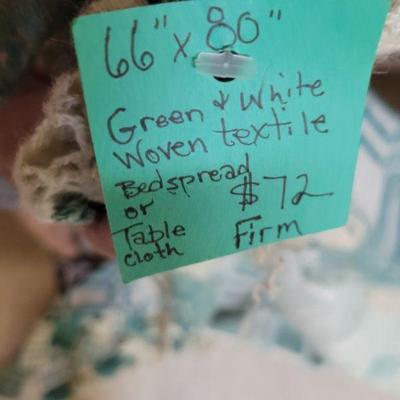 66" x 80"
Green & White
Woven textile
Bedspread $72
or
Table Firm
cloth